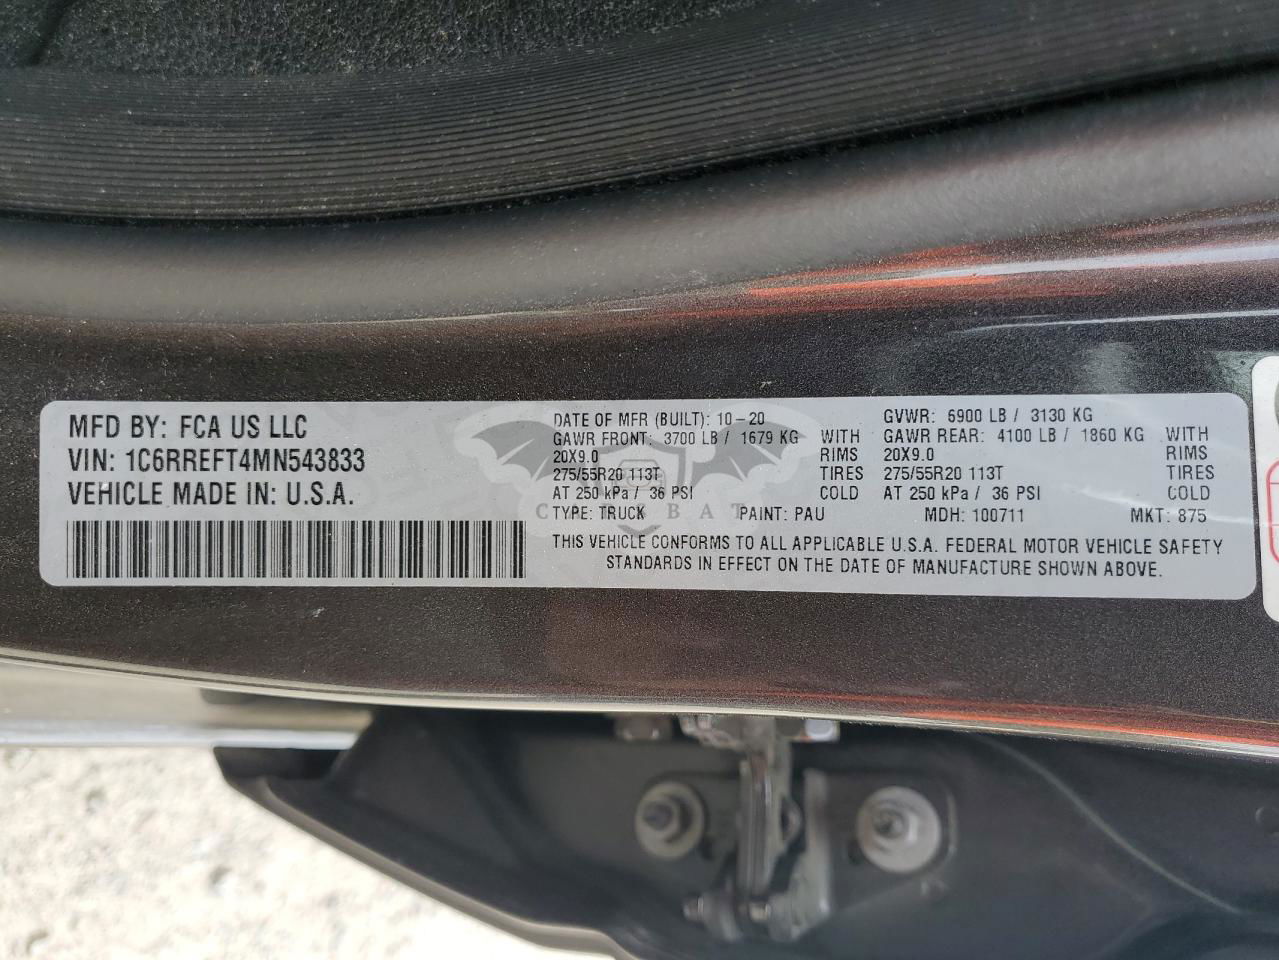 MFD BY: FCA US LLC
VIN: 1C6RREFT4MN543833
VEHICLE MADE IN: U.S.A.
DATE OF MFR (BUILT): 10-20 GVWR: 6900 LB / 3130 KG
GAWR FRONT: 3700 LB / 1679 KG WITH GAWR REAR: 4100 LB / 1860 KG WITH
20X9.0 RIMS 20X9.0 RIMS
275/55R20 113T TIRES 275/55R20 113T TIRES
AT 250 kPa / 36 PSI COLD AT 250 kPa / 36 PSI COLD
TYPE: TRUCK PAINT: PAU MDH: 100711 MKT: 875
THIS VEHICLE CONFORMS TO ALL APPLICABLE U.S.A. FEDERAL MOTOR VEHICLE SAFETY
STANDARDS IN EFFECT ON THE DATE OF MANUFACTURE SHOWN ABOVE.